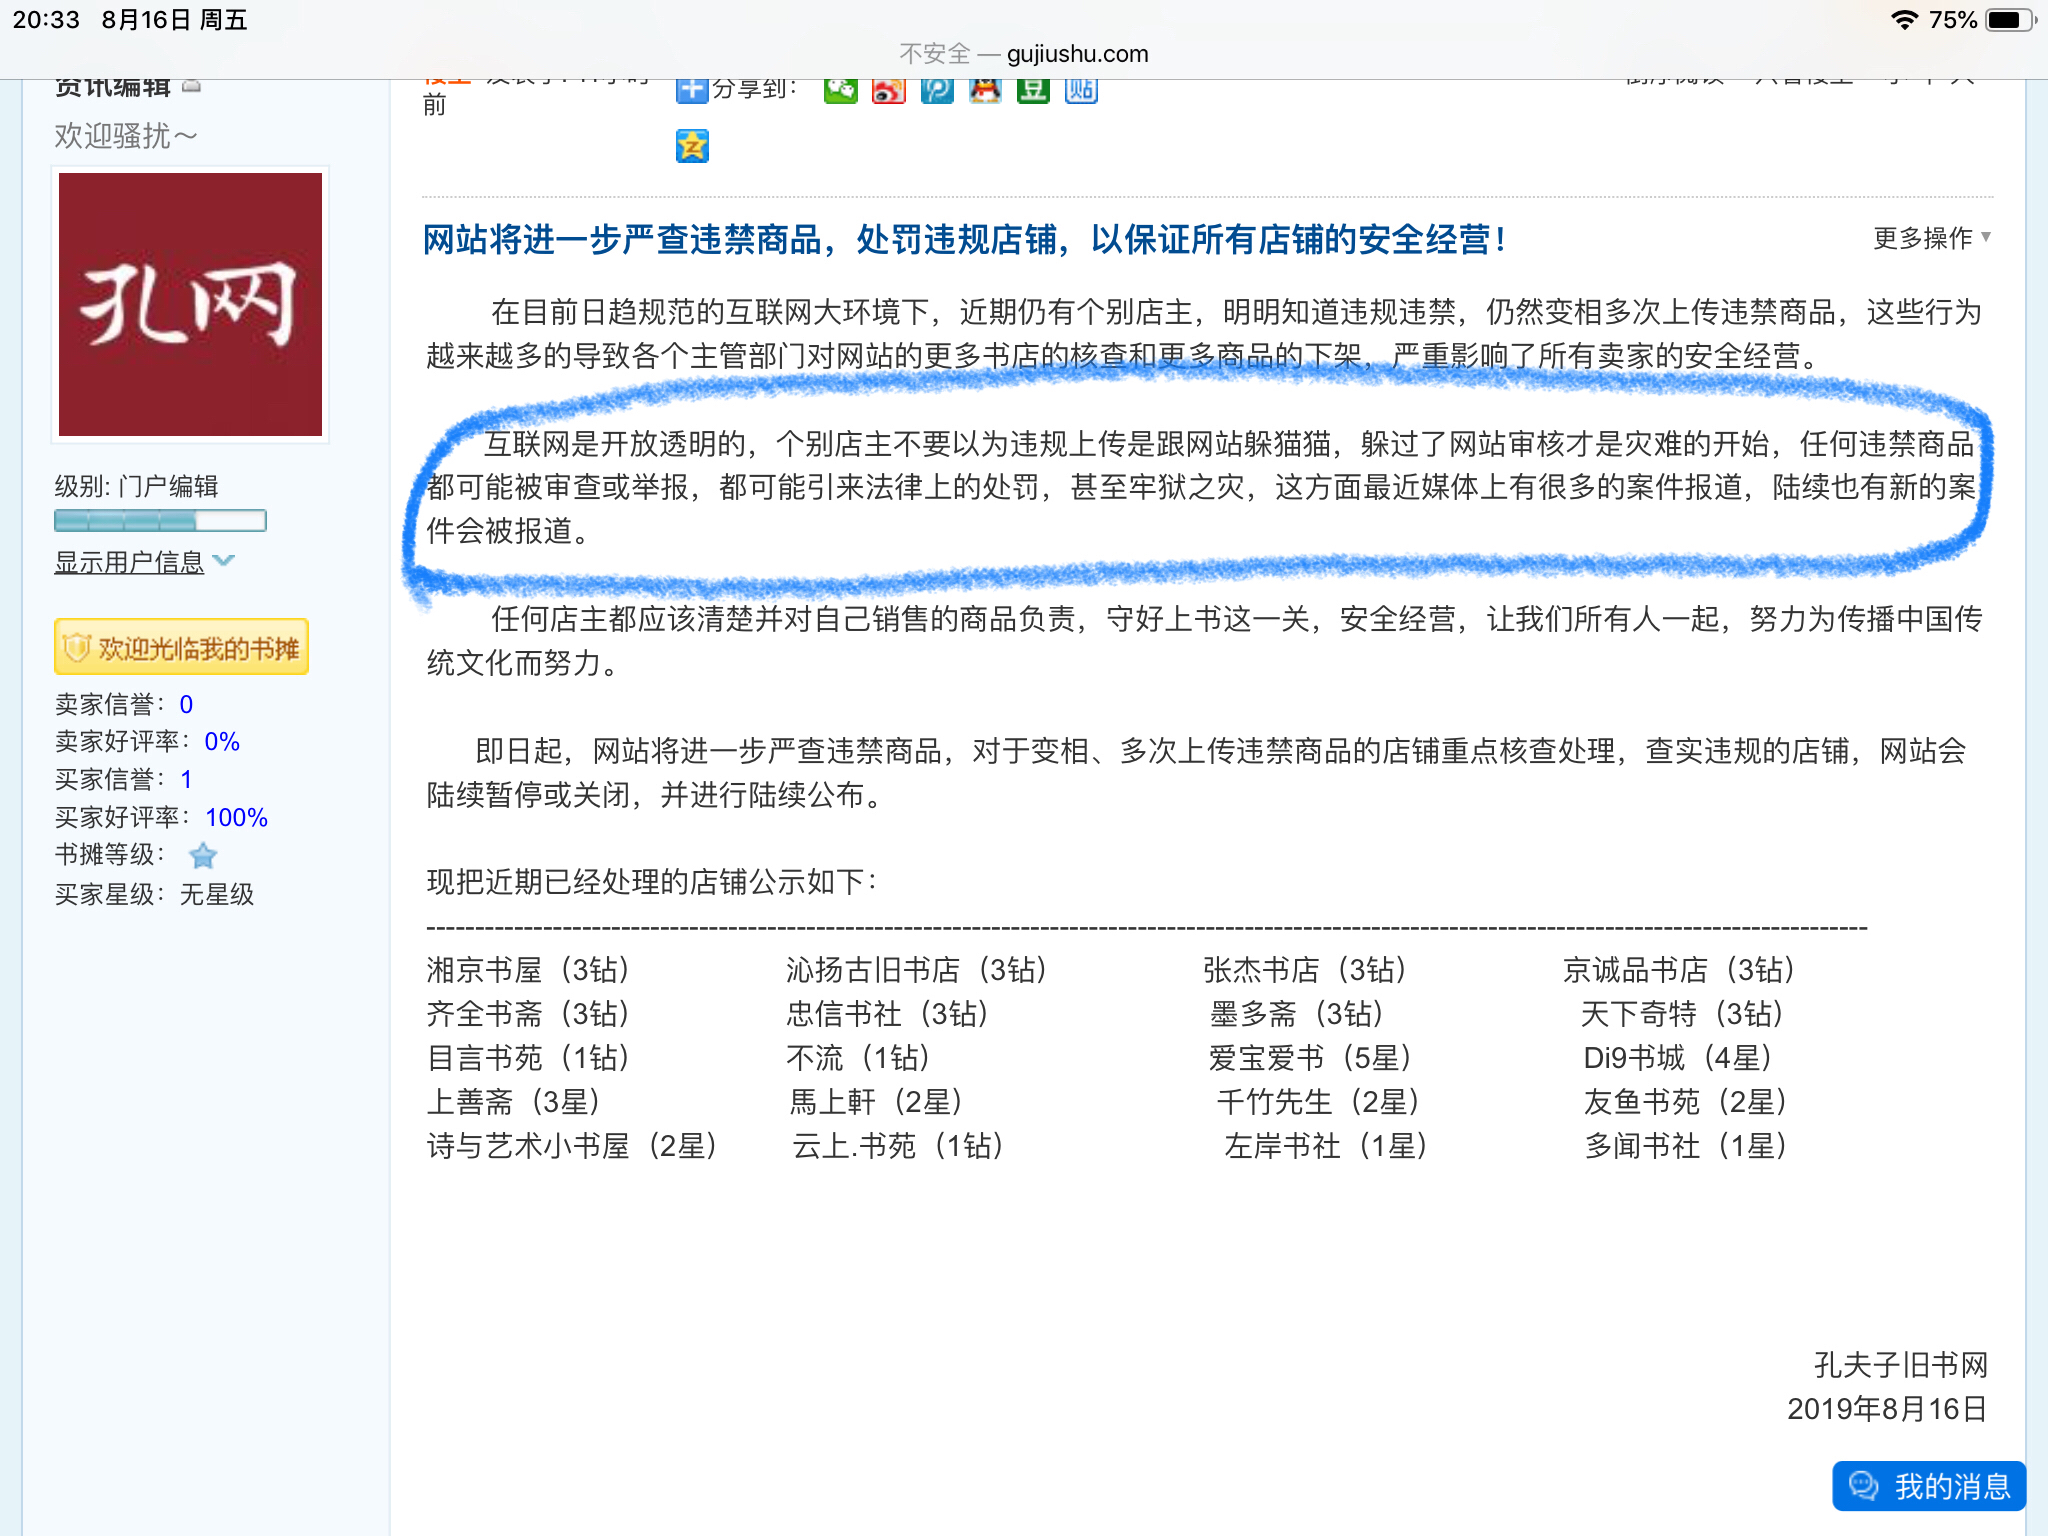 20:33 8月16日 周五
75%
不安全 — gujiushu.com
资讯编辑
欢迎骚扰～
孔网
级别: 门户编辑
显示用户信息
欢迎光临我的书摊
卖家信誉： 0
卖家好评率： 0%
买家信誉： 1
买家好评率： 100%
书摊等级：
买家星级： 无星级
前
分享到：
豆
贴
网站将进一步严查违禁商品，处罚违规店铺，以保证所有店铺的安全经营！
更多操作
在目前日趋规范的互联网大环境下，近期仍有个别店主，明明知道违规违禁，仍然变相多次上传违禁商品，这些行为
越来越多的导致各个主管部门对网站的更多书店的核查和更多商品的下架，严重影响了所有卖家的安全经营。
互联网是开放透明的，个别店主不要以为违规上传是跟网站躲猫猫，躲过了网站审核才是灾难的开始，任何违禁商品
都可能被审查或举报，都可能引来法律上的处罚，甚至牢狱之灾，这方面最近媒体上有很多的案件报道，陆续也有新的案
件会被报道。
任何店主都应该清楚并对自己销售的商品负责，守好上书这一关，安全经营，让我们所有人一起，努力为传播中国传
统文化而努力。
即日起，网站将进一步严查违禁商品，对于变相、多次上传违禁商品的店铺重点核查处理，查实违规的店铺，网站会
陆续暂停或关闭，并进行陆续公布。
现把近期已经处理的店铺公示如下：
湘京书屋（3钻） 沁扬古旧书店（3钻） 张杰书店（3钻） 京诚品书店（3钻）
齐全书斋（3钻） 忠信书社（3钻） 墨多斋（3钻） 天下奇特（3钻）
目言书苑（1钻） 不流（1钻） 爱宝爱书（5星） Di9书城（4星）
上善斋（3星） 馬上軒（2星） 千竹先生（2星） 友鱼书苑（2星）
诗与艺术小书屋（2星） 云上.书苑（1钻） 左岸书社（1星） 多闻书社（1星）
孔夫子旧书网
2019年8月16日
我的消息